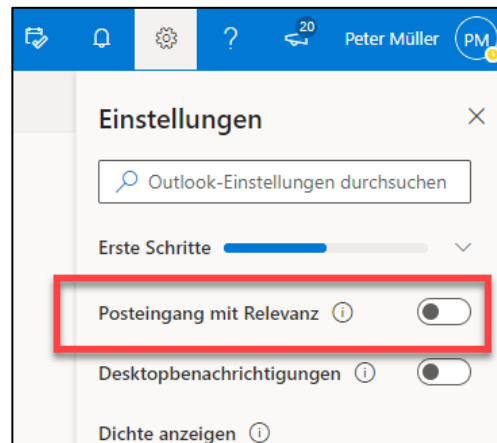 20
? Peter Müller PM
Einstellungen
Outlook-Einstellungen durchsuchen
Erste Schritte
Posteingang mit Relevanz
Desktopbenachrichtigungen
Dichte anzeigen